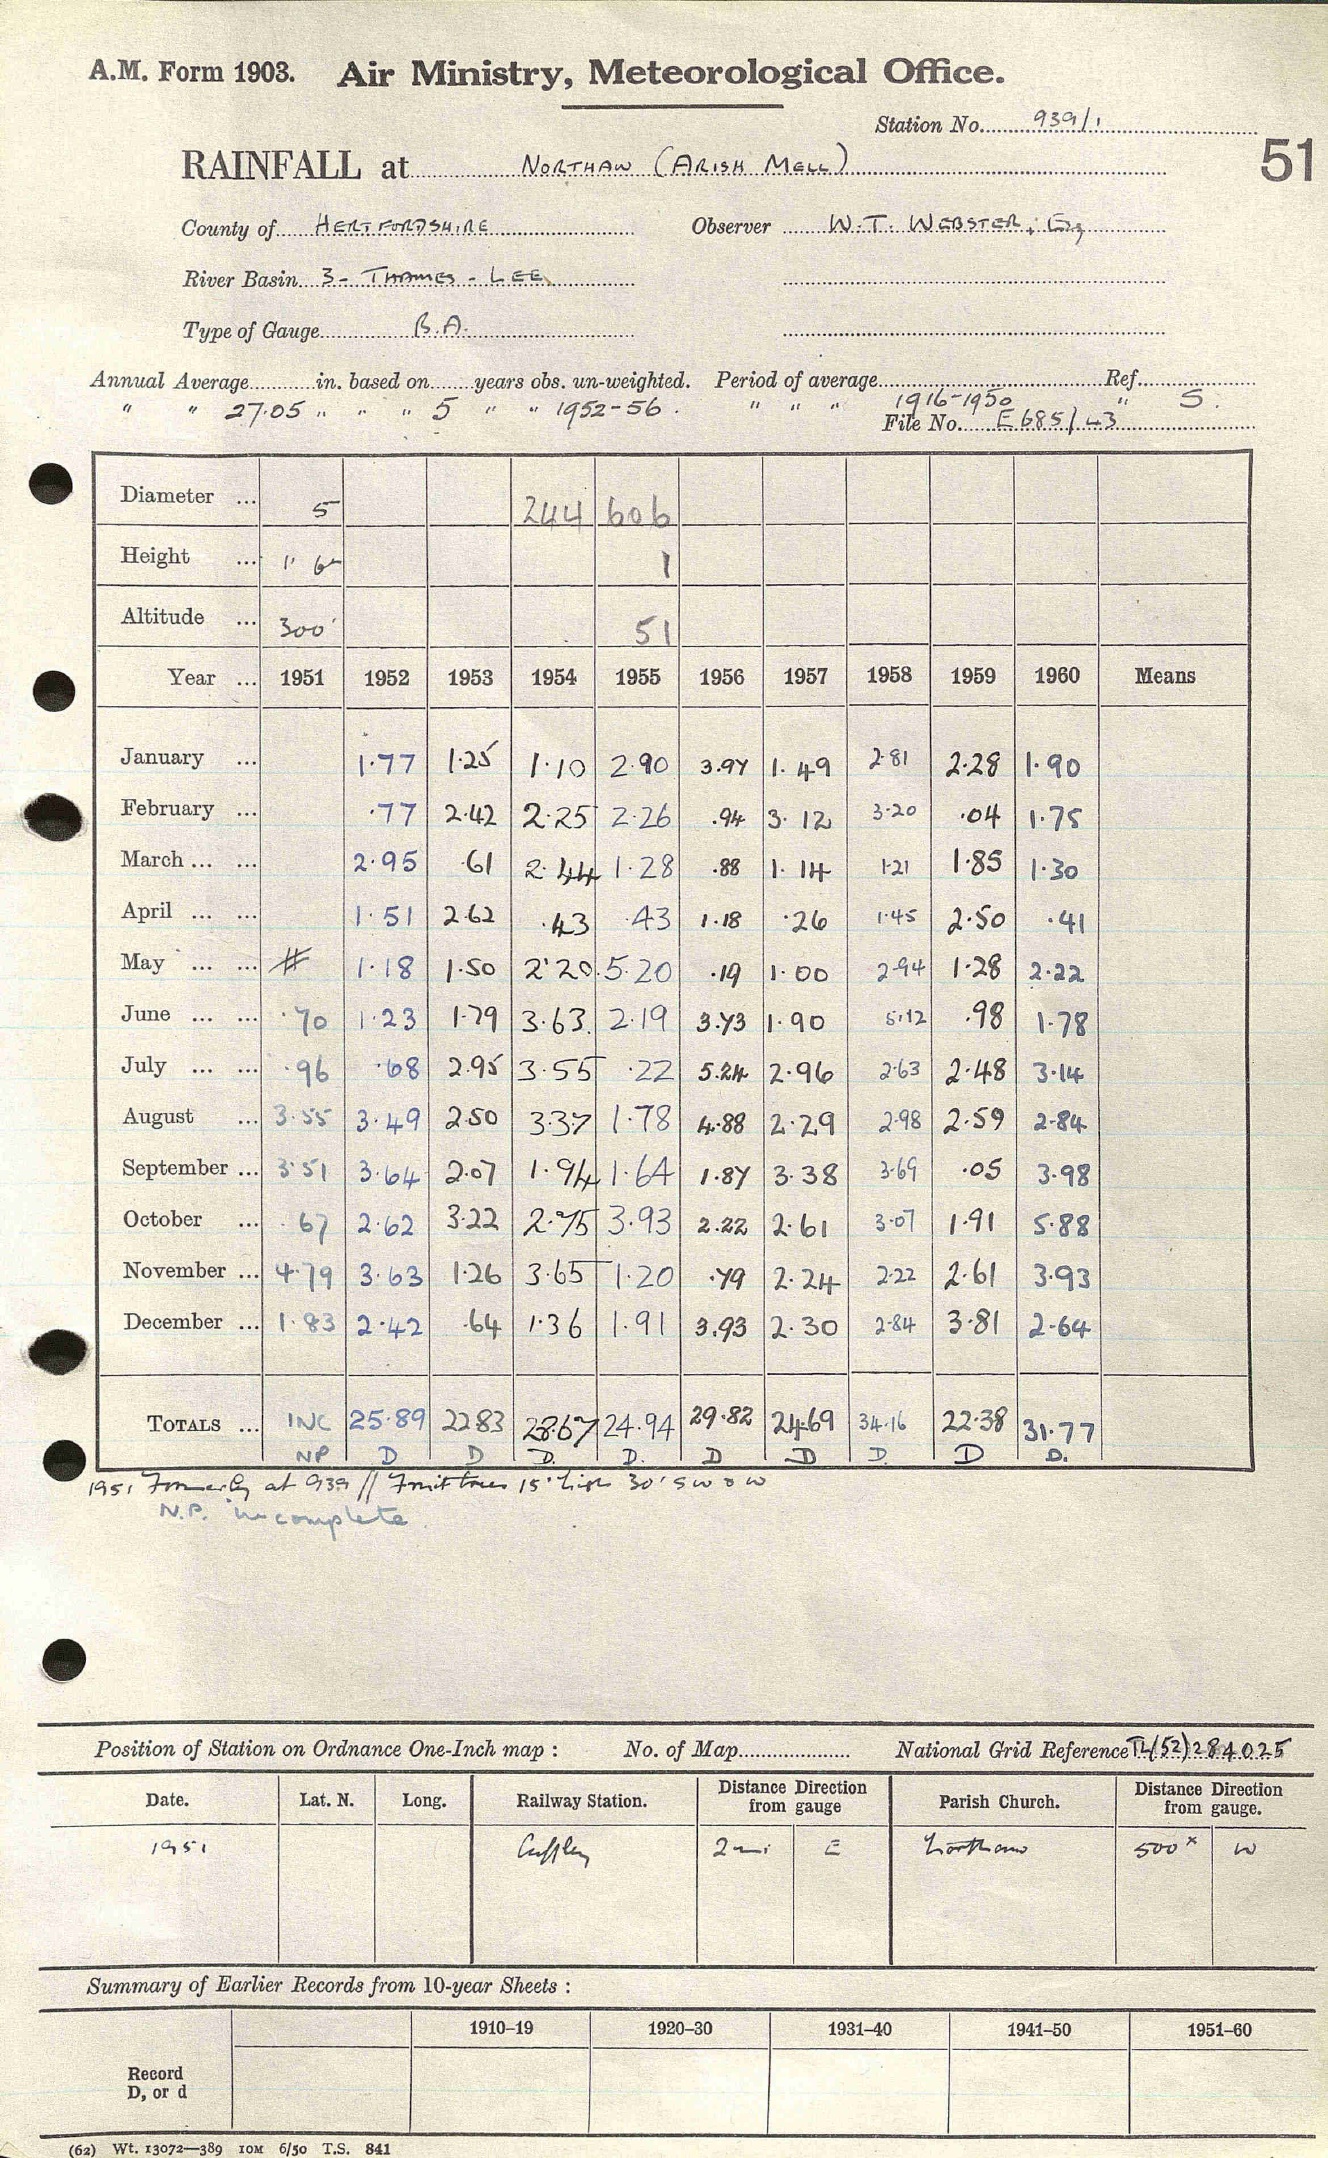 A.M. Form 1903. Air Ministry, Meteorological Office.
Station No. 939/1
51
RAINFALL at NORTHAW (ARISH MELL)
County of HERTFORDSHIRE Observer W.T. WEBSTER, Esq
River Basin 3 - THAMES - LEE
Type of Gauge B.A.
Annual Average in. based on years obs. un-weighted. Period of average Ref.
" " 27.05 " " " 5 " " 1952-56. " " " 1916-1950 " S.
File No. E685/43
Diameter ... 5 244 606
Height ... 1' 6" 1
Altitude ... 300' 51
Year ... 1951 1952 1953 1954 1955 1956 1957 1958 1959 1960 Means
January ... 1.77 1.25 1.10 2.90 3.97 1.49 2.81 2.28 1.90
February ... .77 2.42 2.25 2.26 .94 3.12 3.20 .04 1.75
March ... ... 2.95 .61 2.44 1.28 .88 1.14 1.21 1.85 1.30
April ... ... 1.51 2.62 .43 .43 1.18 .26 1.45 2.50 .41
May ... ... # 1.18 1.50 2.20 5.20 .19 1.00 2.94 1.28 2.22
June ... ... .70 1.23 1.79 3.63 2.19 3.73 1.90 5.12 .98 1.78
July ... ... .96 .68 2.95 3.55 .22 5.24 2.96 2.63 2.48 3.14
August ... 3.55 3.49 2.50 3.37 1.78 4.88 2.29 2.98 2.59 2.84
September ... 3.51 3.64 2.07 1.94 1.64 1.87 3.38 3.69 .05 3.98
October ... .67 2.62 3.22 2.75 3.93 2.22 2.61 3.07 1.91 5.88
November ... 4.79 3.63 1.26 3.65 1.20 .79 2.24 2.22 2.61 3.93
December ... 1.83 2.42 .64 1.36 1.91 3.93 2.30 2.84 3.81 2.64
TOTALS ... INC 25.89 22.83 28.67 24.94 29.82 24.69 34.16 22.38 31.77
NP D D D. D. D D D. D D.
1951 Formerly at 939 // Fruit trees 15' high 30' SW & W
N.P. incomplete
Position of Station on Ordnance One-Inch map : No. of Map National Grid Reference TL(52)284025
Date. Lat. N. Long. Railway Station. Distance Direction from gauge Parish Church. Distance Direction from gauge.
1951 Cuffley 2 mi E Northaw 500x W
Summary of Earlier Records from 10-year Sheets :
1910–19 1920–30 1931–40 1941–50 1951–60
Record
D, or d
(62) Wt. 13072—389 10M 6/50 T.S. 841